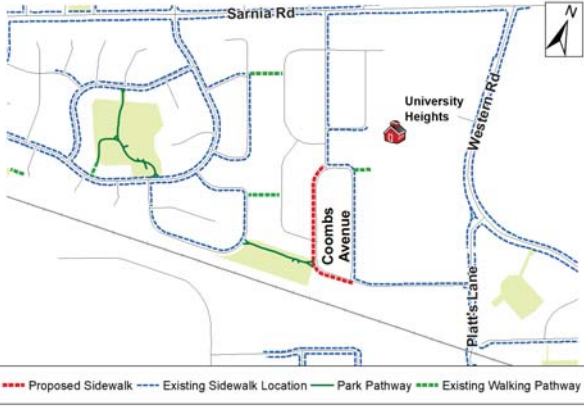 Sarnia Rd
N
University
Heights
Western Rd
Coombs
Avenue
Platt's Lane
Proposed Sidewalk
Existing Sidewalk Location
Park Pathway
Existing Walking Pathway